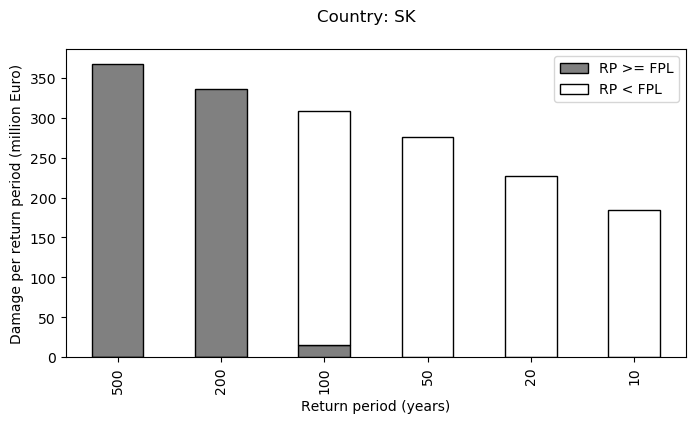 Country: SK
RP >= FPL
RP < FPL
Damage per return period (million Euro)
350
300
250
200
150
100
50
0
500
200
100
50
20
10
Return period (years)